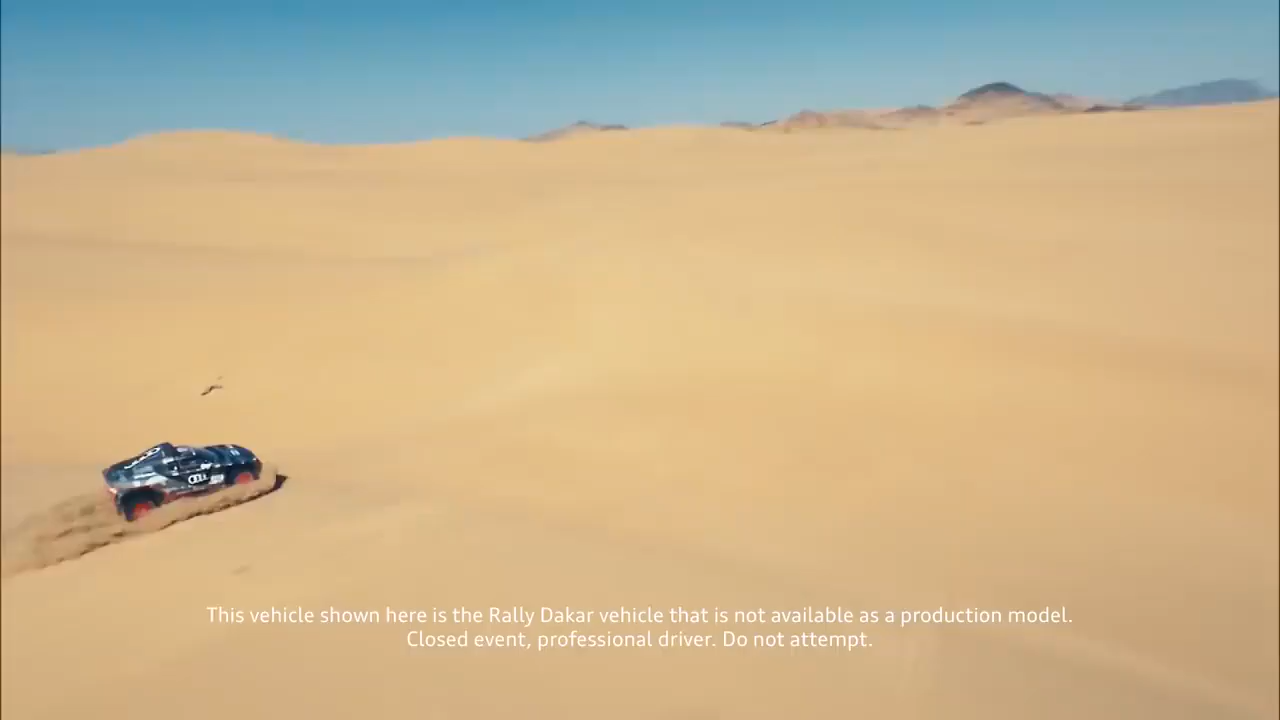 This vehicle shown here is the Rally Dakar vehicle that is not available as a production model.
Closed event, professional driver. Do not attempt.